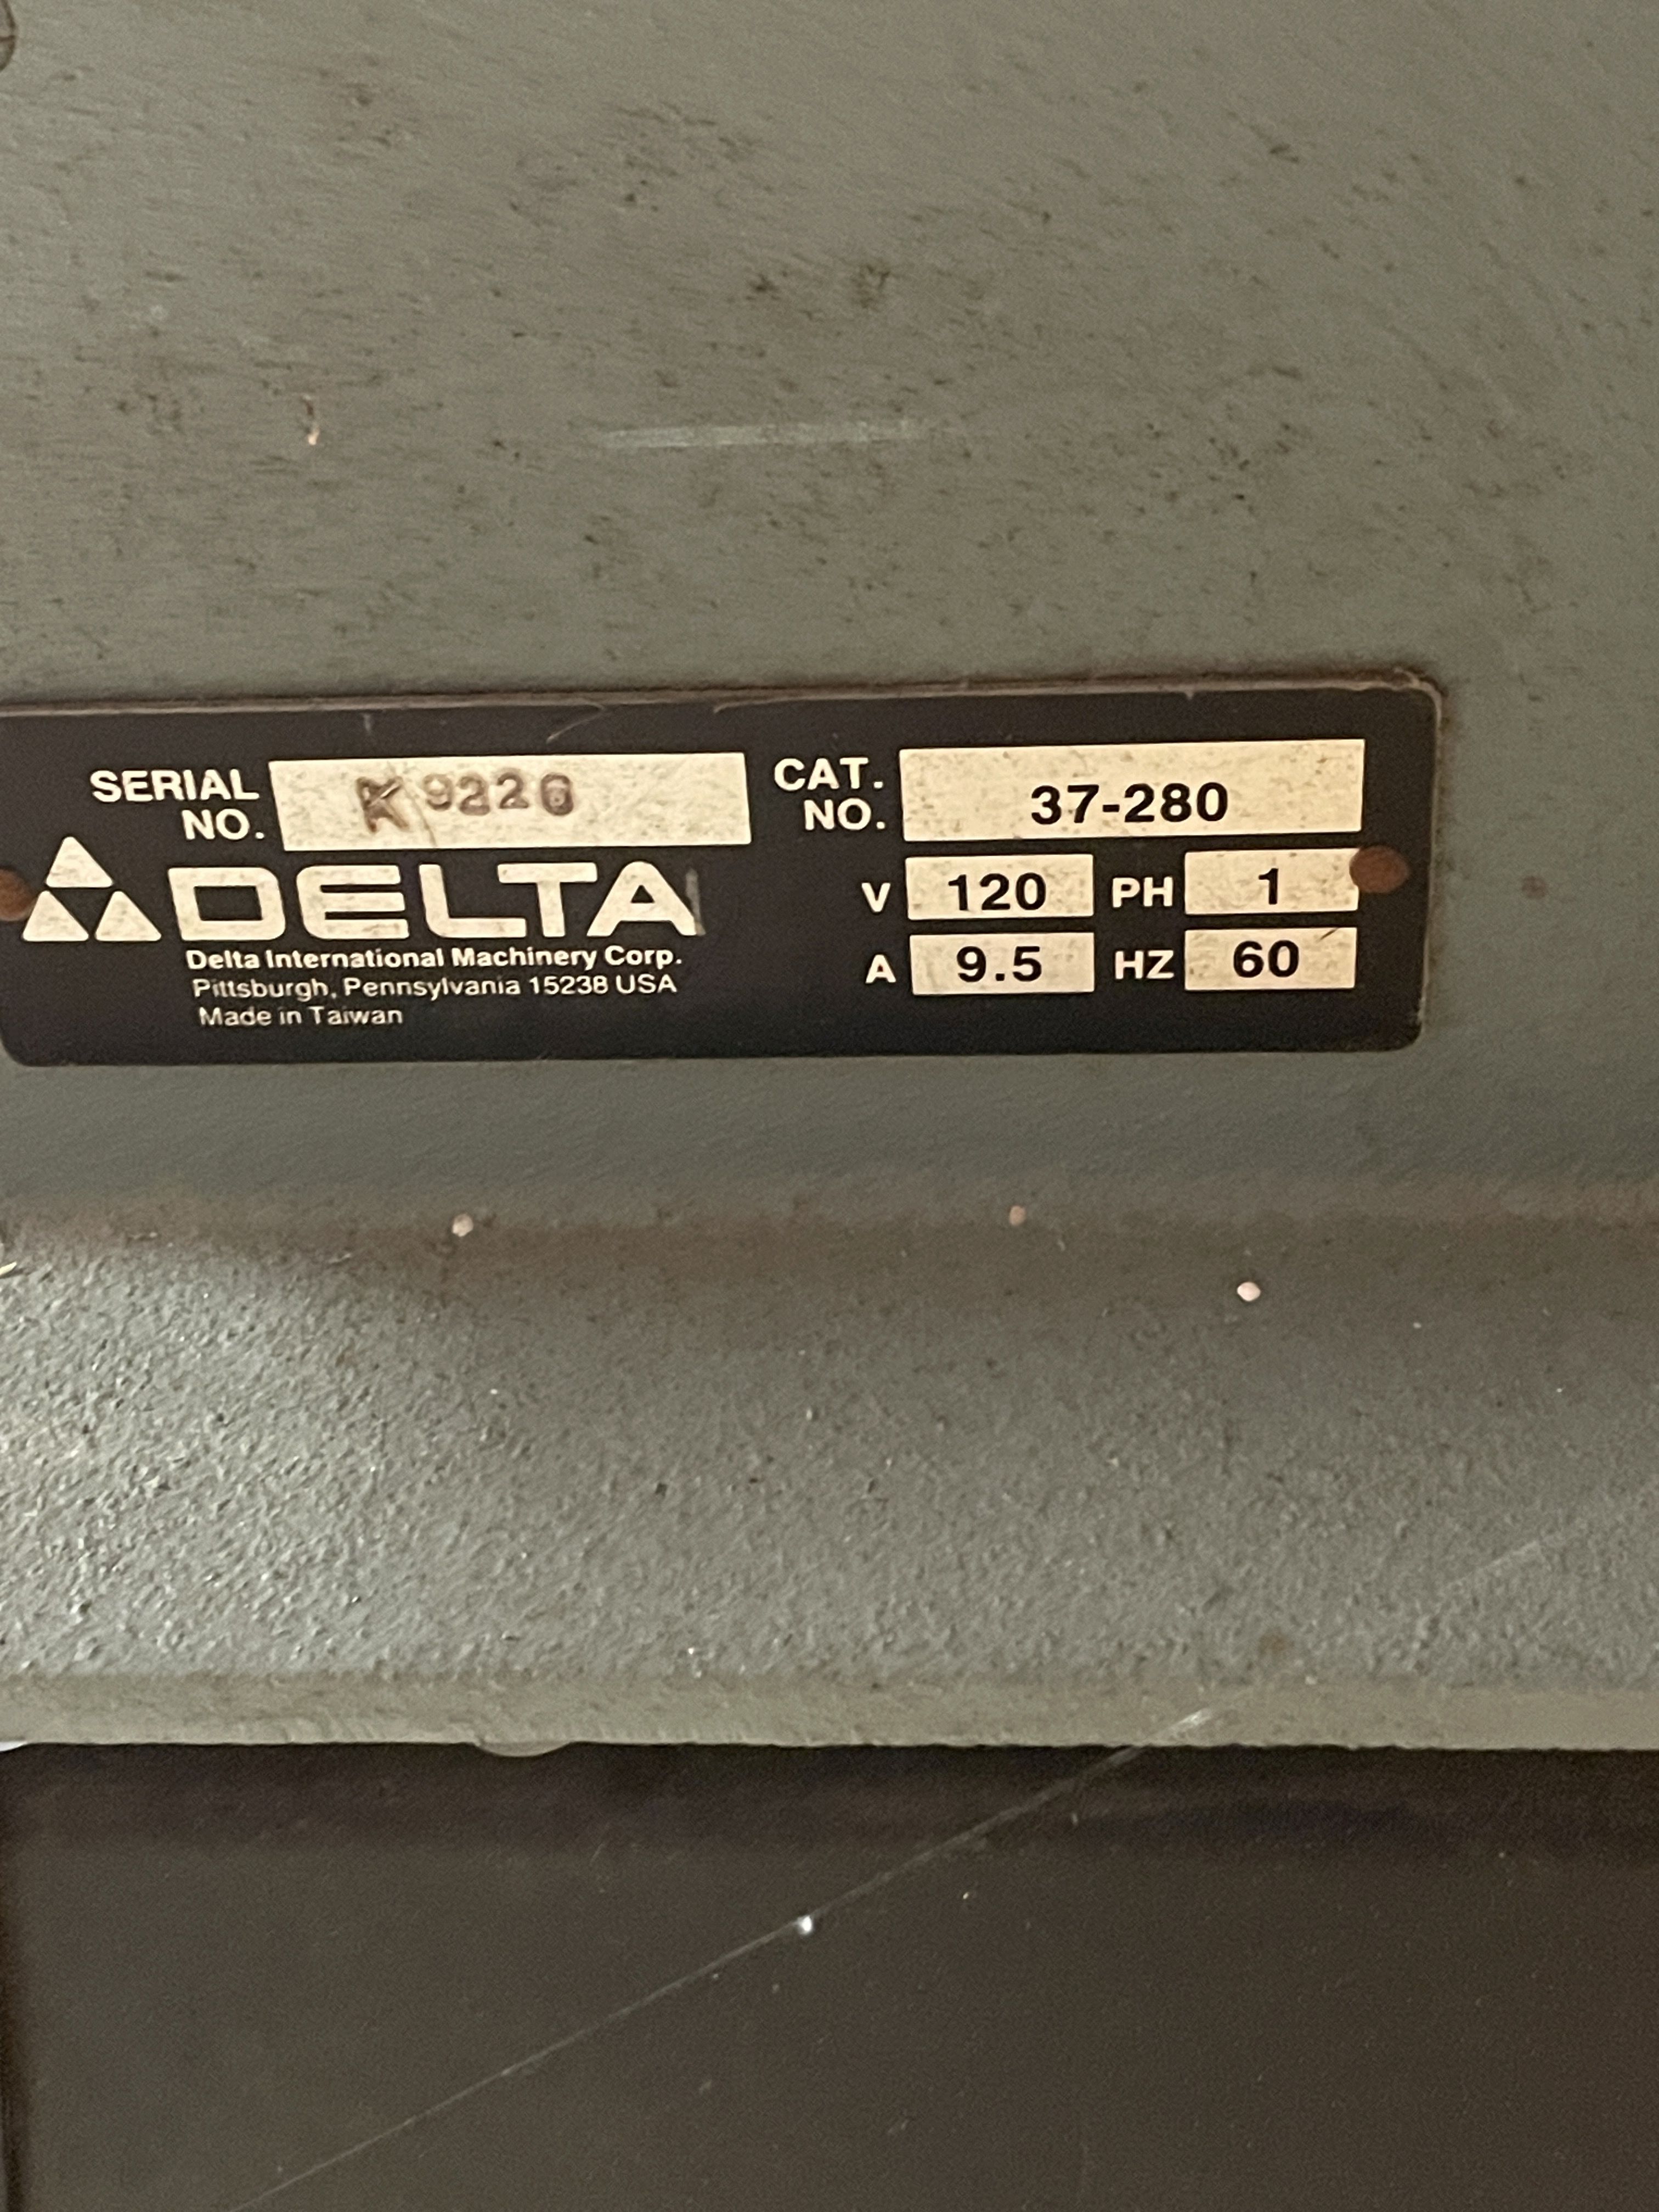 SERIAL NO. K9226
CAT. NO. 37-280
DELTA
V 120 PH 1
A 9.5 HZ 60
Delta International Machinery Corp.
Pittsburgh, Pennsylvania 15238 USA
Made in Taiwan